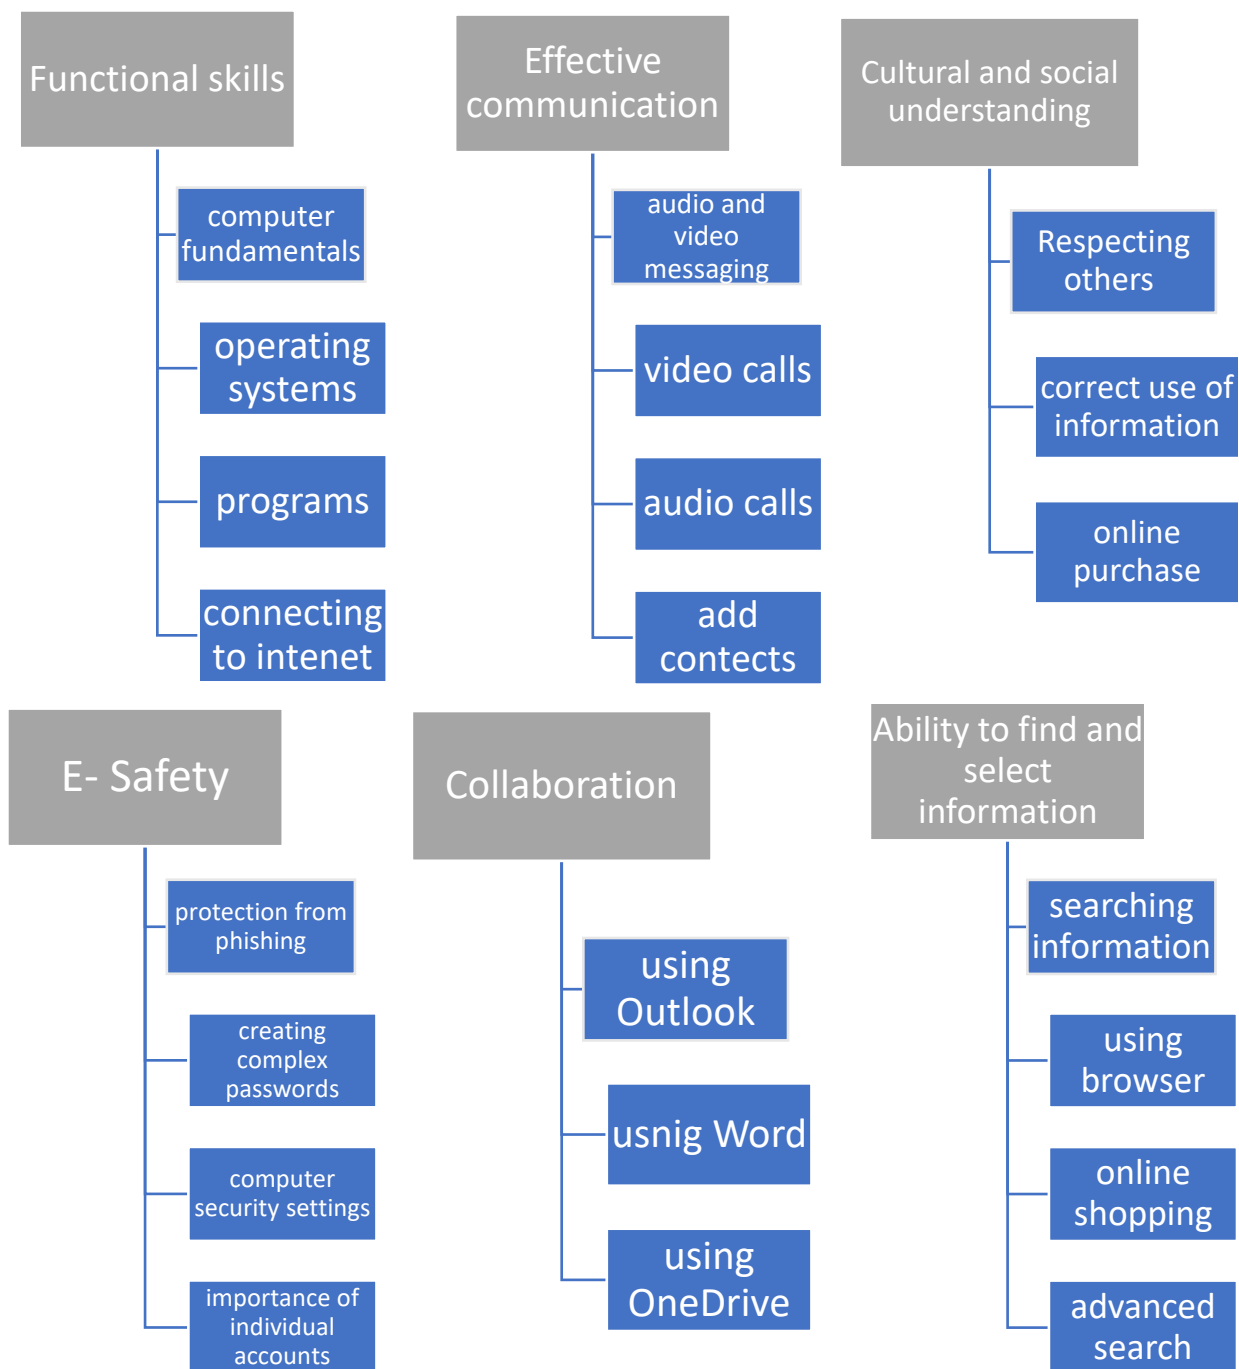 Functional skills
computer
fundamentals
operating
systems
programs
connecting
to intenet
Effective
communication
audio and
video
messaging
video calls
audio calls
add
contects
Cultural and social
understanding
Respecting
others
correct use of
information
online
purchase
E- Safety
protection from
phishing
creating
complex
passwords
computer
security settings
importance of
individual
accounts
Collaboration
using
Outlook
usnig Word
using
OneDrive
Ability to find and
select
information
searching
information
using
browser
online
shopping
advanced
search